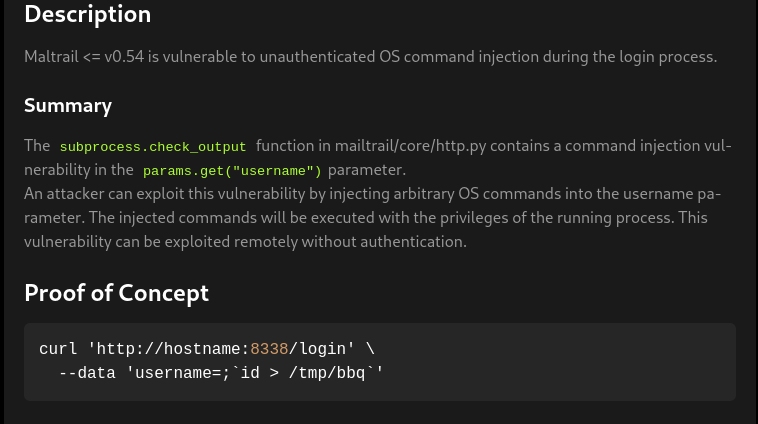 Description
Maltrail <= v0.54 is vulnerable to unauthenticated OS command injection during the login process.
Summary
The subprocess.check_output function in mailtrail/core/http.py contains a command injection vul-
nerability in the params.get("username") parameter.
An attacker can exploit this vulnerability by injecting arbitrary OS commands into the username pa-
rameter. The injected commands will be executed with the privileges of the running process. This
vulnerability can be exploited remotely without authentication.
Proof of Concept
curl 'http://hostname:8338/login' \
  --data 'username=;`id > /tmp/bbq`'